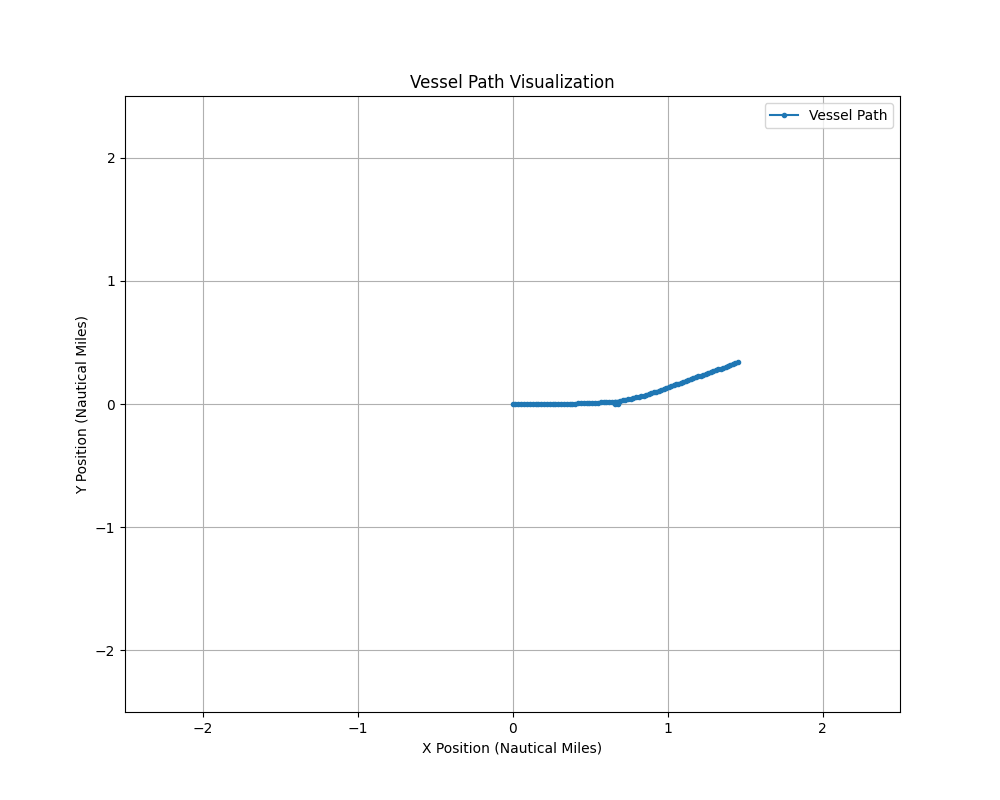 Vessel Path Visualization
Vessel Path
2
1
0
−1
−2
Y Position (Nautical Miles)
−2
−1
0
1
2
X Position (Nautical Miles)